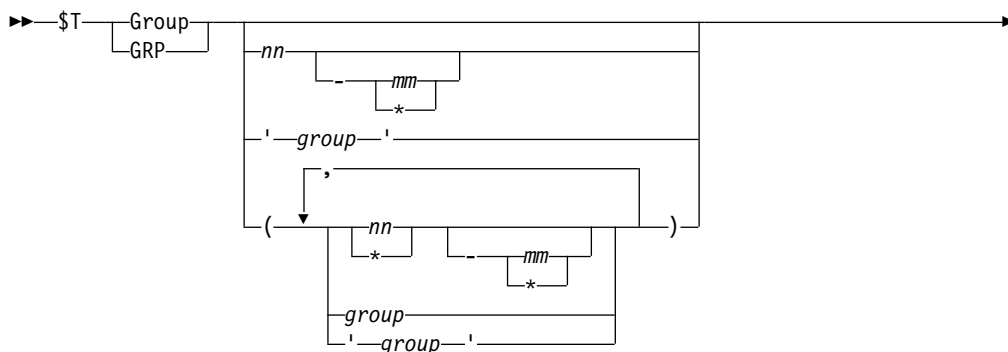 $T Group
GRP
nn
- mm
*
' group '
,
( nn - mm )
* *
group
' group '